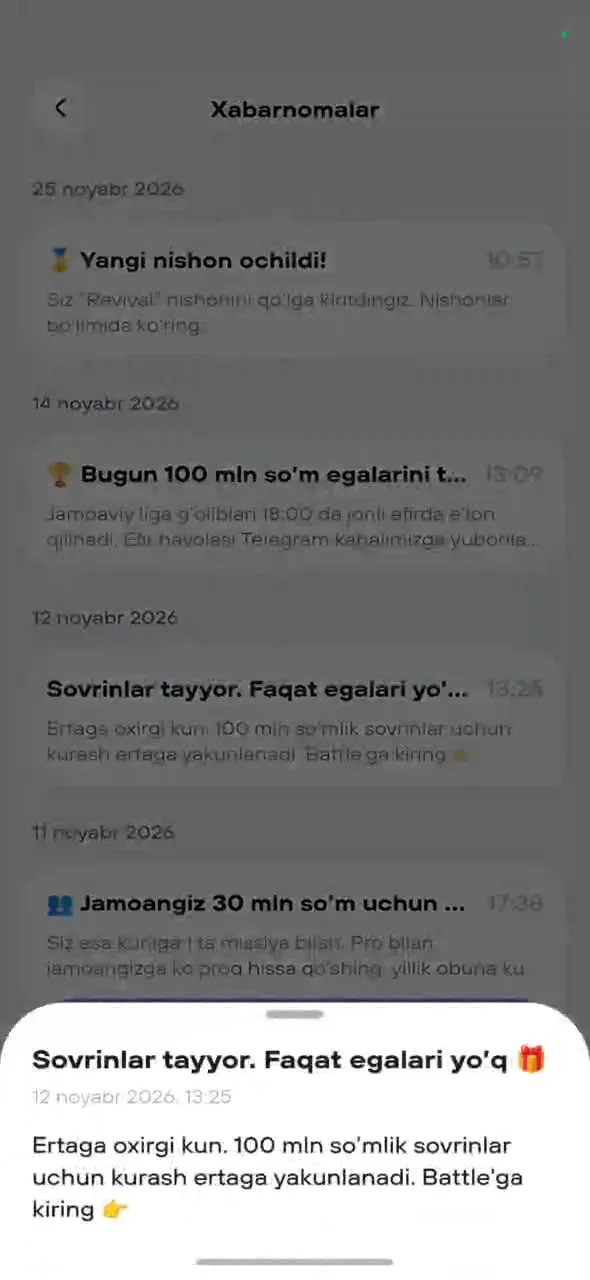 Xabarnomalar
25 noyabr 2026
🏅 Yangi nishon ochildi! 10:57
Siz "Revival" nishonini qo'lga kiritdingiz. Nishonlar
bo'limida ko'ring.
14 noyabr 2026
🏆 Bugun 100 mln so'm egalarini t... 13:09
Jamoaviy liga g'oliblari 18:00 da jonli efirda e'lon
qilinadi. Efir havolasi Telegram kanalimizga yuborila...
12 noyabr 2026
Sovrinlar tayyor. Faqat egalari yo'... 13:25
Ertaga oxirgi kun. 100 mln so'mlik sovrinlar uchun
kurash ertaga yakunlanadi. Battle'ga kiring 👉
11 noyabr 2026
👥 Jamoangiz 30 mln so'm uchun ... 17:38
Siz esa kuniga 1 ta missiya bilan. Pro bilan
jamoangizga ko'proq hissa qo'shing: yillik obuna ku...
Sovrinlar tayyor. Faqat egalari yo'q 🎁
12 noyabr 2026, 13:25
Ertaga oxirgi kun. 100 mln so'mlik sovrinlar
uchun kurash ertaga yakunlanadi. Battle'ga
kiring 👉